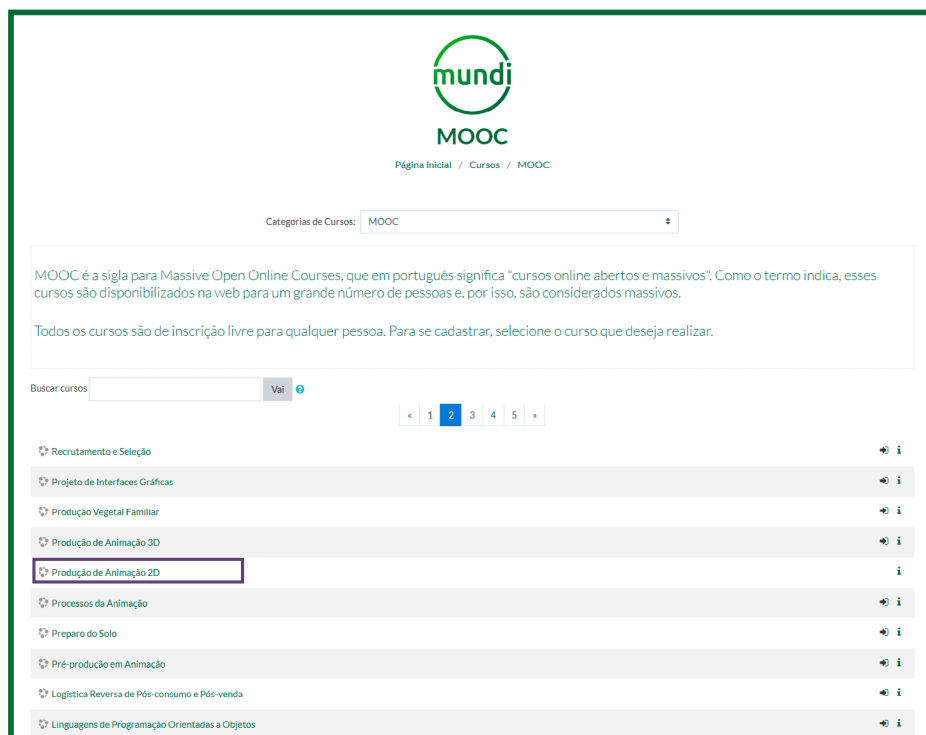 mundi
MOOC
Página inicial / Cursos / MOOC
Categorias de Cursos: MOOC
MOOC é a sigla para Massive Open Online Courses, que em português significa "cursos online abertos e massivos". Como o termo indica, esses
cursos são disponibilizados na web para um grande número de pessoas e, por isso, são considerados massivos.
Todos os cursos são de inscrição livre para qualquer pessoa. Para se cadastrar, selecione o curso que deseja realizar.
Buscar cursos Vai
« 1 2 3 4 5 »
Recrutamento e Seleção
Projeto de Interfaces Gráficas
Produção Vegetal Familiar
Produção de Animação 3D
Produção de Animação 2D
Processos da Animação
Preparo do Solo
Pré-produção em Animação
Logística Reversa de Pós-consumo e Pós-venda
Linguagens de Programação Orientadas a Objetos